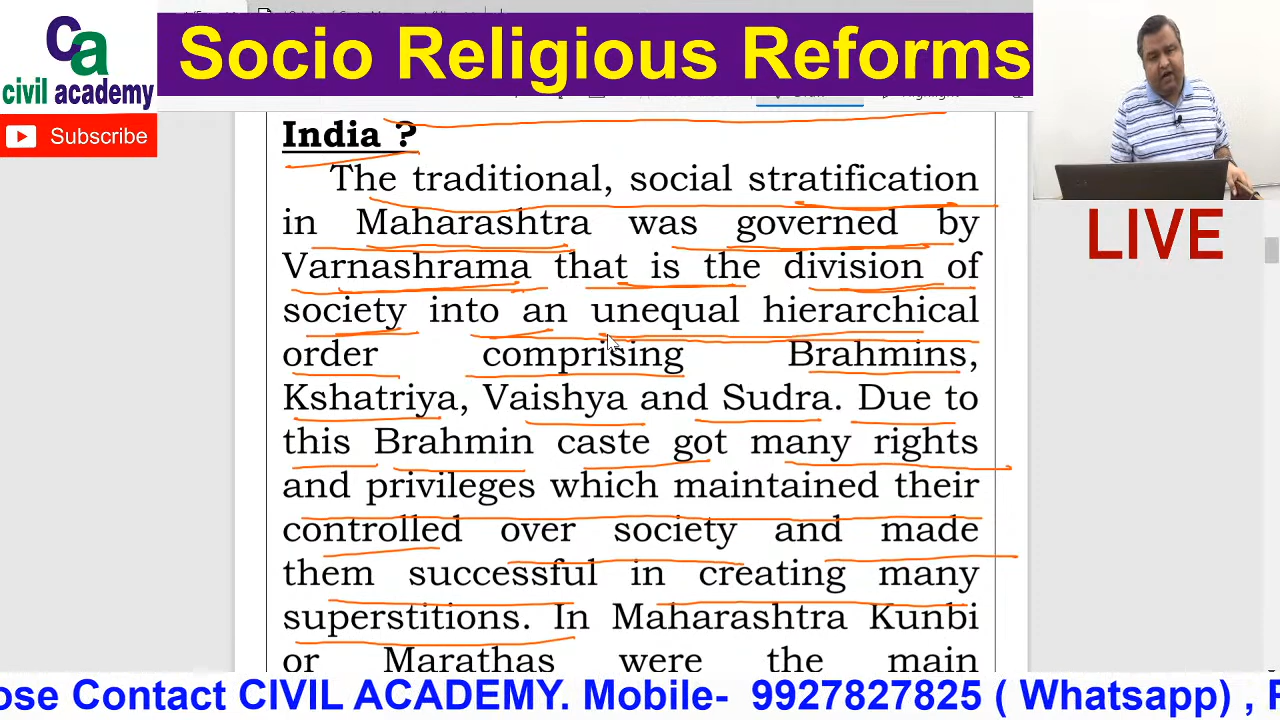 ca
civil academy
Subscribe
Socio Religious Reforms
LIVE
India ?
The traditional, social stratification
in Maharashtra was governed by
Varnashrama that is the division of
society into an unequal hierarchical
order comprising Brahmins,
Kshatriya, Vaishya and Sudra. Due to
this Brahmin caste got many rights
and privileges which maintained their
controlled over society and made
them successful in creating many
superstitions. In Maharashtra Kunbi
or Marathas were the main
ose Contact CIVIL ACADEMY. Mobile- 9927827825 ( Whatsapp) , F